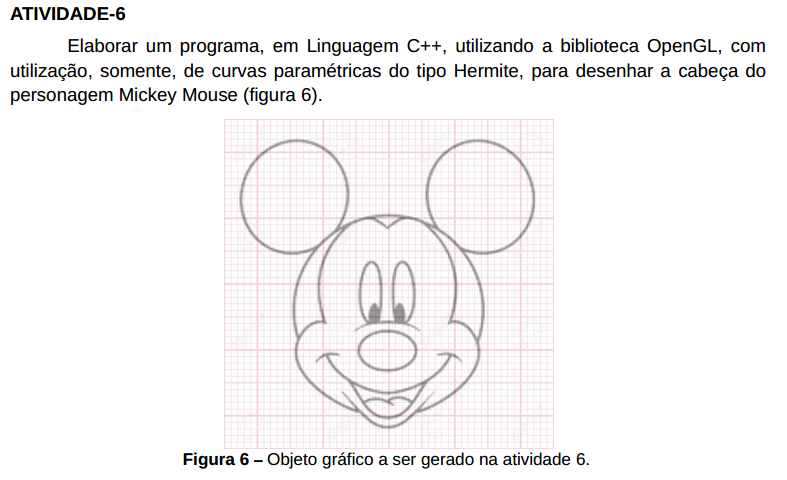 ATIVIDADE-6
Elaborar um programa, em Linguagem C++, utilizando a biblioteca OpenGL, com
utilização, somente, de curvas paramétricas do tipo Hermite, para desenhar a cabeça do
personagem Mickey Mouse (figura 6).
Figura 6 – Objeto gráfico a ser gerado na atividade 6.